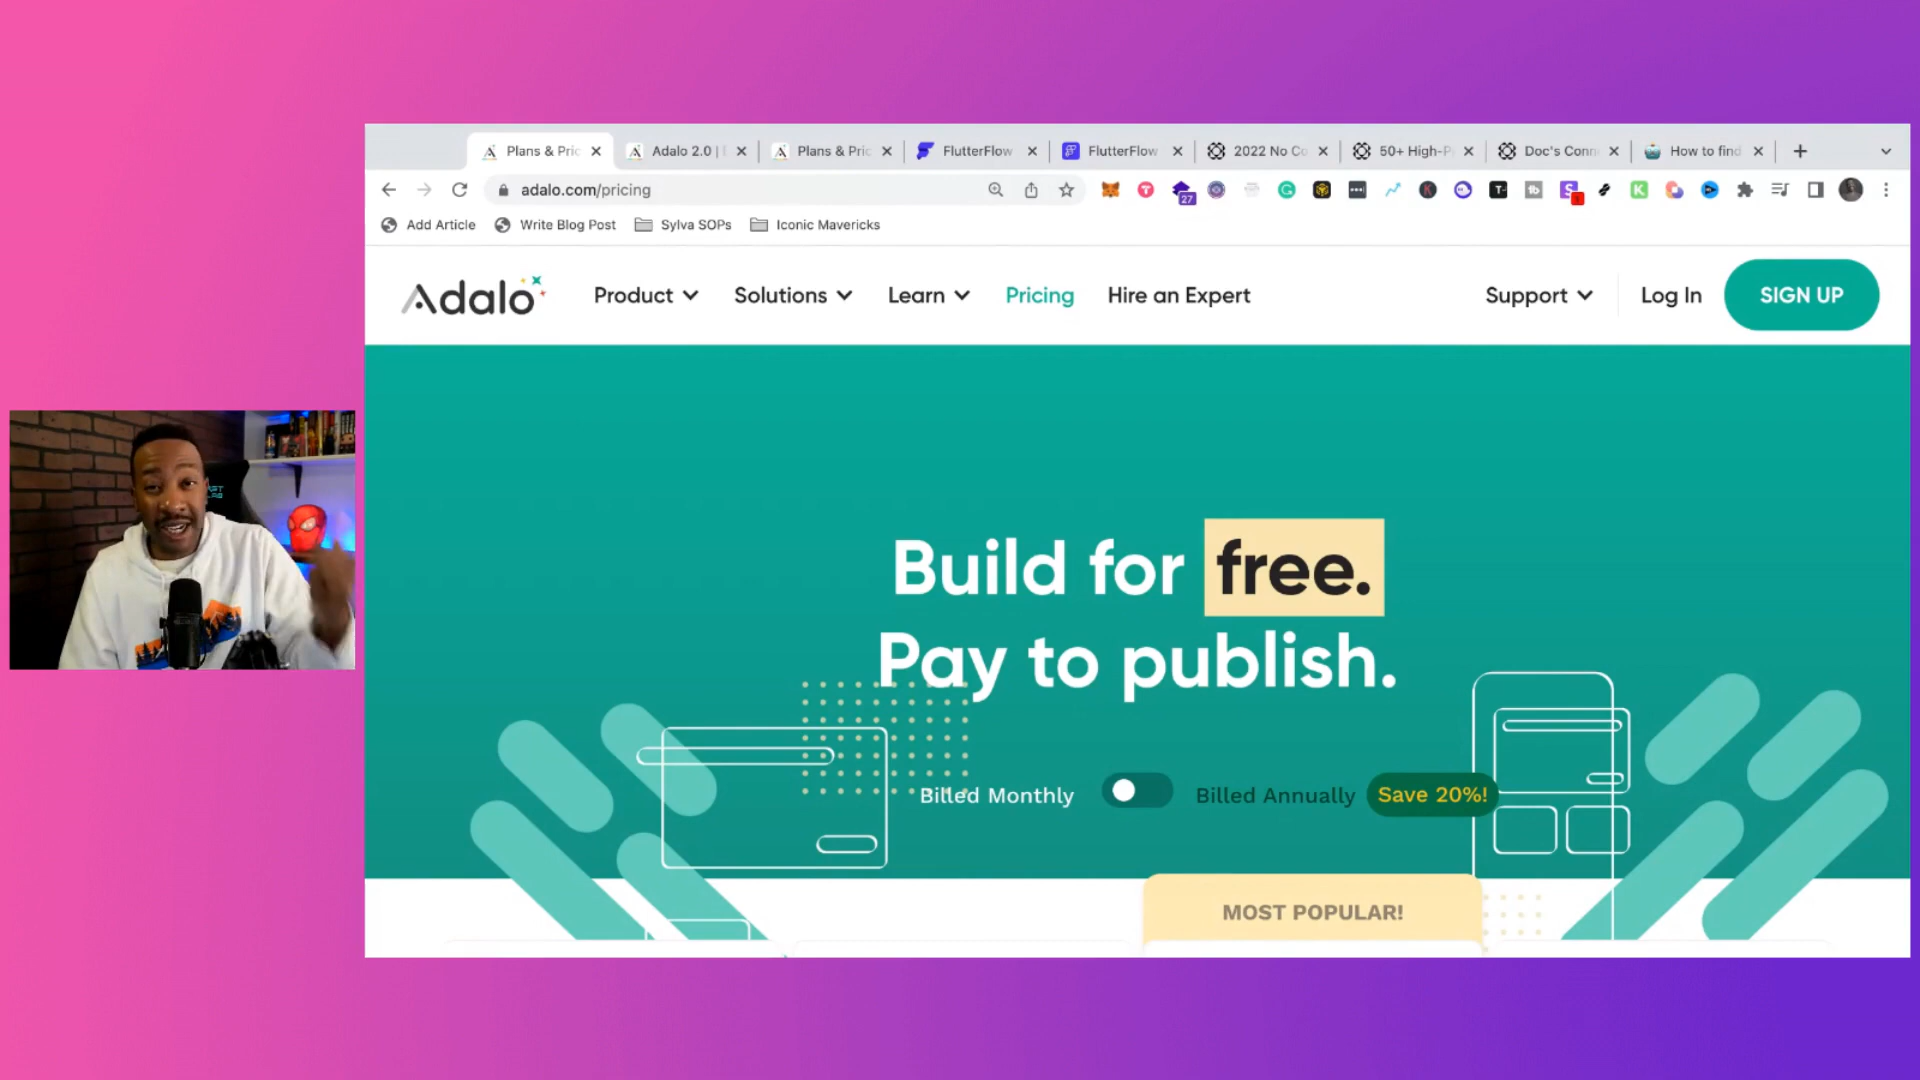 Plans & Pric
Adalo 2.0 |
Plans & Pric
FlutterFlow
FlutterFlow
2022 No Co
50+ High-P
Doc's Conn
How to find
adalo.com/pricing
27
Add Article
Write Blog Post
Sylva SOPs
Iconic Mavericks
Adalo
Product
Solutions
Learn
Pricing
Hire an Expert
Support
Log In
SIGN UP
Build for free.
Pay to publish.
Billed Monthly
Billed Annually
Save 20%!
MOST POPULAR!